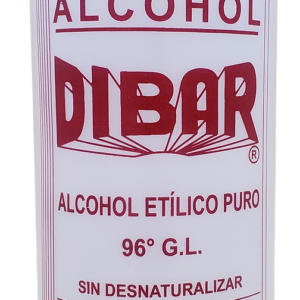 ALCOHOL
DIBAR®
ALCOHOL ETÍLICO PURO
96° G.L.
SIN DESNATURALIZAR